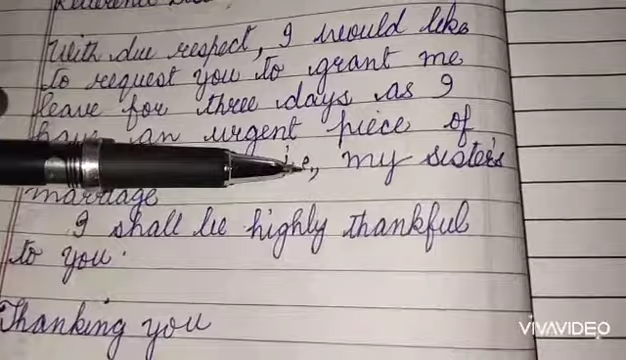 With due respect, I would like
to request you to grant me
leave for three days as I
have an urgent piece of
i.e, my sister's
marriage
I shall be highly thankful
to you.
Thanking you
VIVAVIDEO